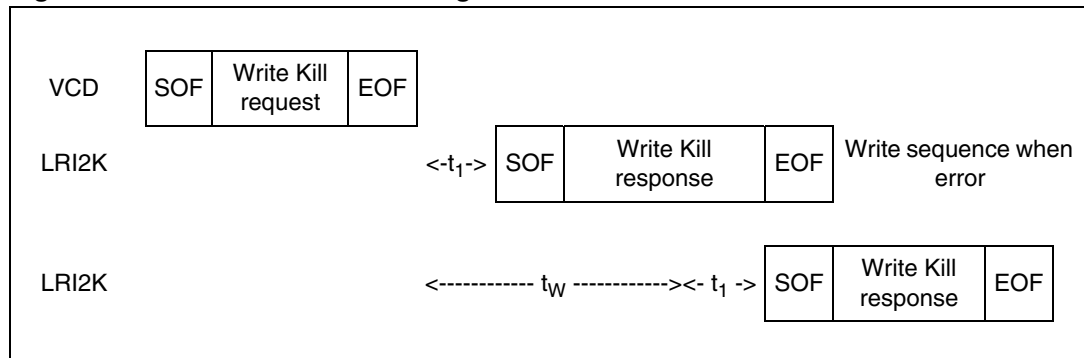 VCD SOF Write Kill request EOF
LRI2K <-t1-> SOF Write Kill response EOF Write sequence when error
LRI2K <------------ tW ------------><- t1 -> SOF Write Kill response EOF